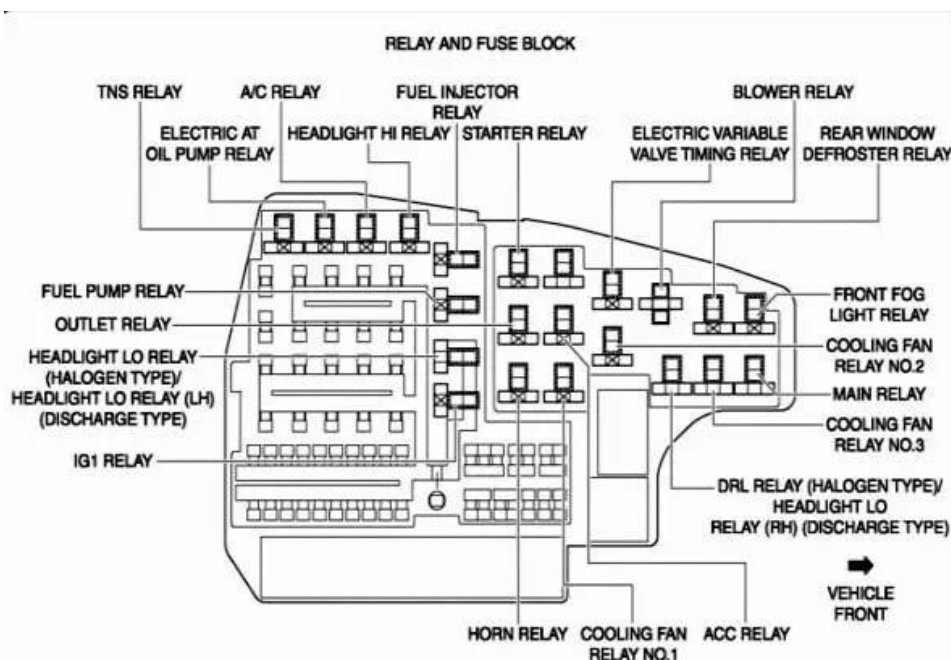 RELAY AND FUSE BLOCK
TNS RELAY
A/C RELAY
FUEL INJECTOR
RELAY
BLOWER RELAY
ELECTRIC AT
OIL PUMP RELAY
HEADLIGHT HI RELAY
STARTER RELAY
ELECTRIC VARIABLE
VALVE TIMING RELAY
REAR WINDOW
DEFROSTER RELAY
FUEL PUMP RELAY
OUTLET RELAY
HEADLIGHT LO RELAY
(HALOGEN TYPE)/
HEADLIGHT LO RELAY (LH)
(DISCHARGE TYPE)
IG1 RELAY
FRONT FOG
LIGHT RELAY
COOLING FAN
RELAY NO.2
MAIN RELAY
COOLING FAN
RELAY NO.3
DRL RELAY (HALOGEN TYPE)/
HEADLIGHT LO
RELAY (RH) (DISCHARGE TYPE)
VEHICLE
FRONT
HORN RELAY
COOLING FAN
RELAY NO.1
ACC RELAY